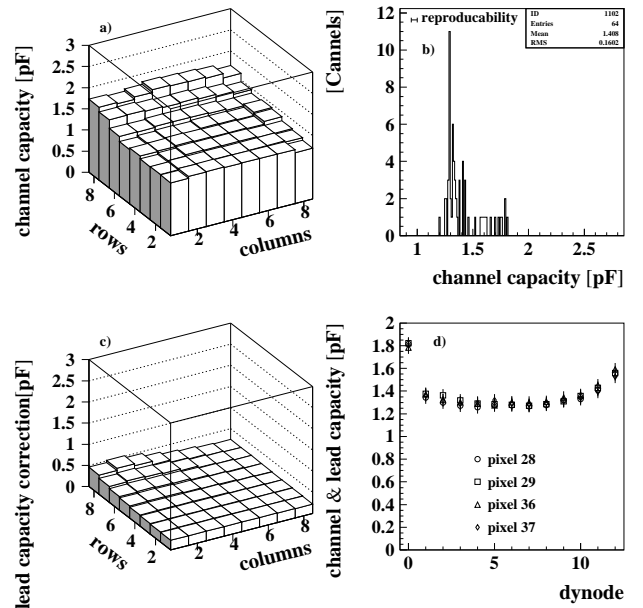 a)
channel capacity [pF]
3
2.5
2
1.5
1
0.5
0
8
6
4
2
rows
2
4
6
8
columns
b)
[Cannels]
12
10
8
6
4
2
0
reproducability
ID 1102
Entries 64
Mean 1.408
RMS 0.1602
1 1.5 2 2.5
channel capacity [pF]
c)
lead capacity correction[pF]
3
2.5
2
1.5
1
0.5
0
8
6
4
2
rows
2
4
6
8
columns
d)
channel & lead capacity [pF]
2
1.8
1.6
1.4
1.2
1
0.8
0.6
0.4
0.2
0
pixel 28
pixel 29
pixel 36
pixel 37
0 5 10
dynode